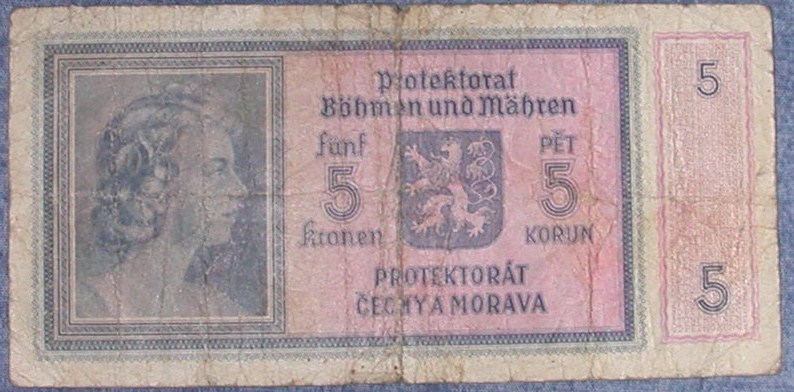 Protektorat
Böhmen und Mähren
fünf
5
Kronen
PĚT
5
KORUN
PROTEKTORÁT
ČECHY A MORAVA
5
5